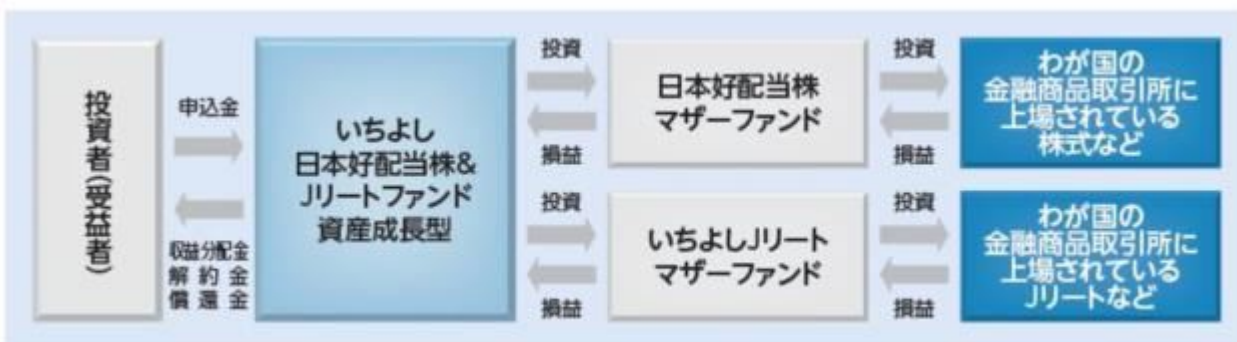 投資者(受益者)
申込金
収益分配金
解約金
償還金
いちよし
日本好配当株&
Jリートファンド
資産成長型
投資
損益
日本好配当株
マザーファンド
投資
損益
わが国の
金融商品取引所に
上場されている
株式など
投資
損益
いちよしJリート
マザーファンド
投資
損益
わが国の
金融商品取引所に
上場されている
Jリートなど